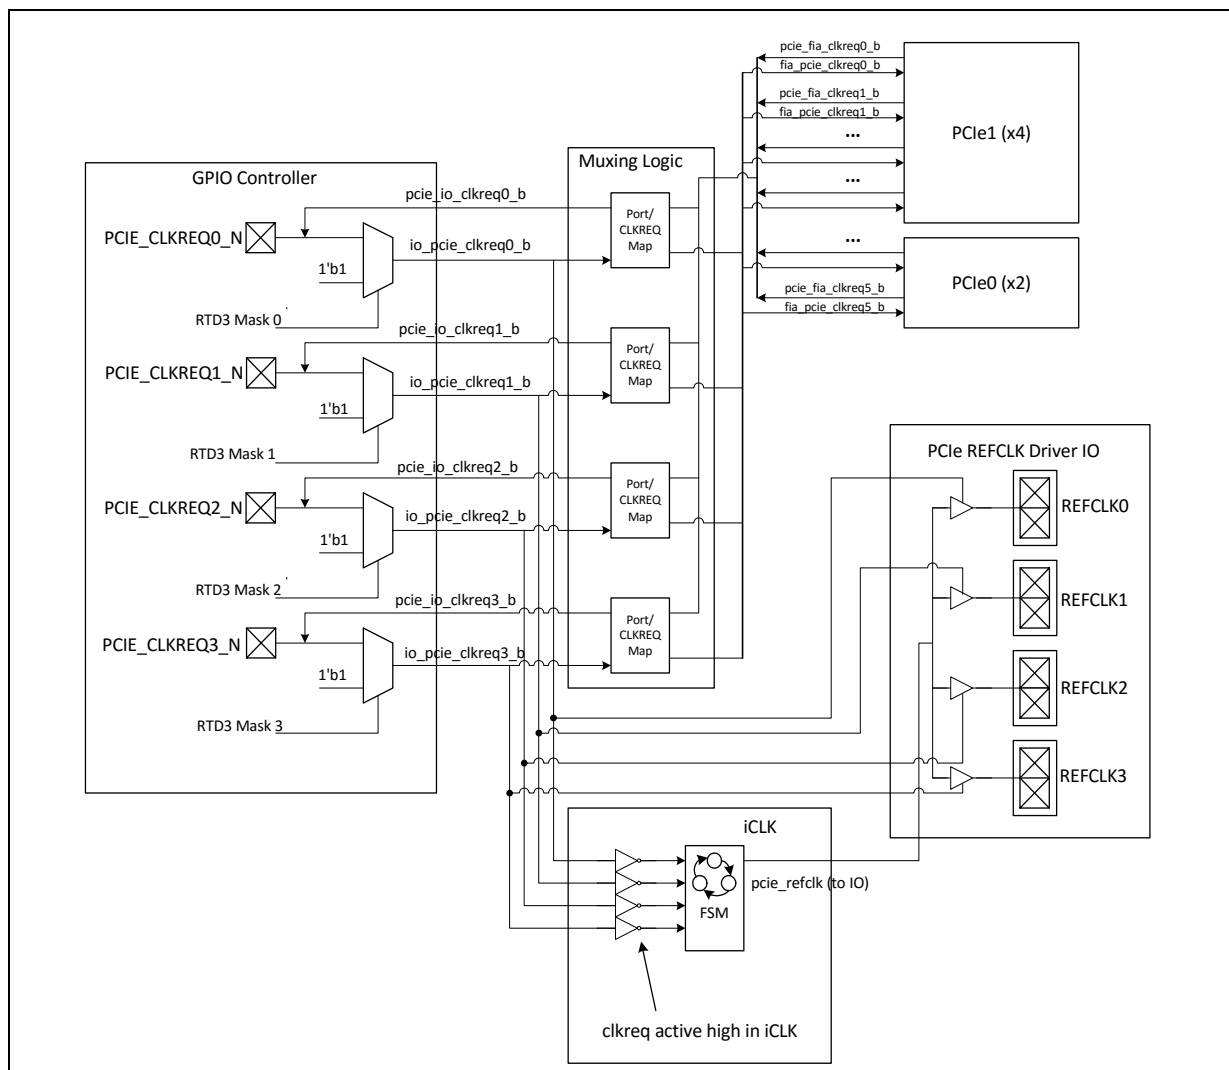 pcie_fia_clkreq0_b
fia_pcie_clkreq0_b
pcie_fia_clkreq1_b
fia_pcie_clkreq1_b
...
...
PCIe1 (x4)
...
PCIe0 (x2)
pcie_fia_clkreq5_b
fia_pcie_clkreq5_b
GPIO Controller
PCIE_CLKREQ0_N
1'b1
RTD3 Mask 0
PCIE_CLKREQ1_N
1'b1
RTD3 Mask 1
PCIE_CLKREQ2_N
1'b1
RTD3 Mask 2
PCIE_CLKREQ3_N
1'b1
RTD3 Mask 3
pcie_io_clkreq0_b
io_pcie_clkreq0_b
pcie_io_clkreq1_b
io_pcie_clkreq1_b
pcie_io_clkreq2_b
io_pcie_clkreq2_b
pcie_io_clkreq3_b
io_pcie_clkreq3_b
Muxing Logic
Port/
CLKREQ
Map
Port/
CLKREQ
Map
Port/
CLKREQ
Map
Port/
CLKREQ
Map
PCIe REFCLK Driver IO
REFCLK0
REFCLK1
REFCLK2
REFCLK3
iCLK
FSM
pcie_refclk (to IO)
clkreq active high in iCLK